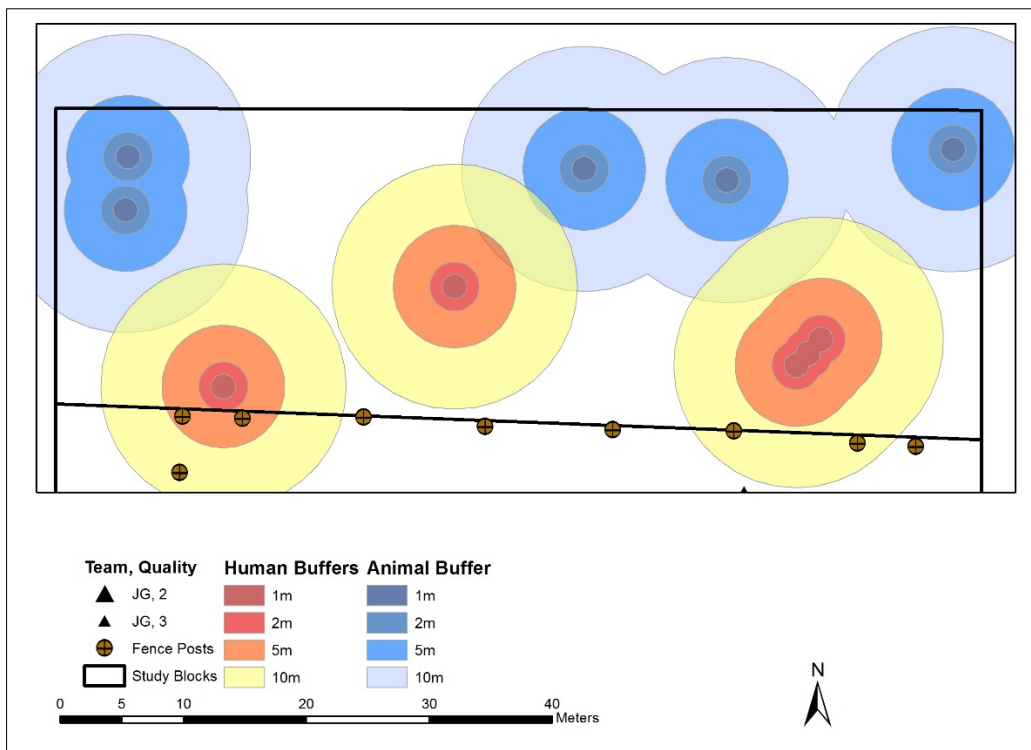 Team, Quality
JG, 2
JG, 3
Fence Posts
Study Blocks
Human Buffers
1m
2m
5m
10m
Animal Buffer
1m
2m
5m
10m
0 5 10 20 30 40
Meters
N